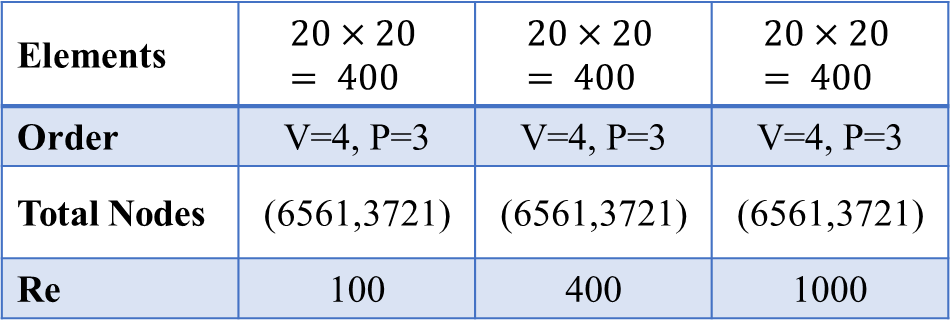 Elements 20 × 20 = 400 20 × 20 = 400 20 × 20 = 400
Order V=4, P=3 V=4, P=3 V=4, P=3
Total Nodes (6561,3721) (6561,3721) (6561,3721)
Re 100 400 1000